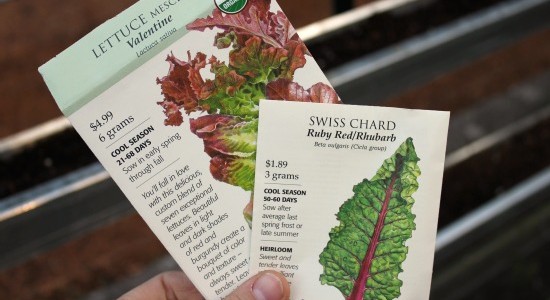 ORGANIC
LETTUCE MESC
Valentine
Lactuca sativa
$4.99
6 grams
COOL SEASON
21-68 DAYS
Sow in early spring
through fall
You'll fall in love
with this delicious,
custom blend of
seven exceptional
lettuces. Beautiful
leaves in light
and dark shades
of red and
burgundy create a
bouquet of color
and texture –
always sweet
tender. Leaves
SWISS CHARD
Ruby Red/Rhubarb
Beta vulgaris (Cicla group)
$1.89
3 grams
COOL SEASON
50-60 DAYS
Sow after
average last
spring frost or
late summer
HEIRLOOM
Sweet and
tender leaves